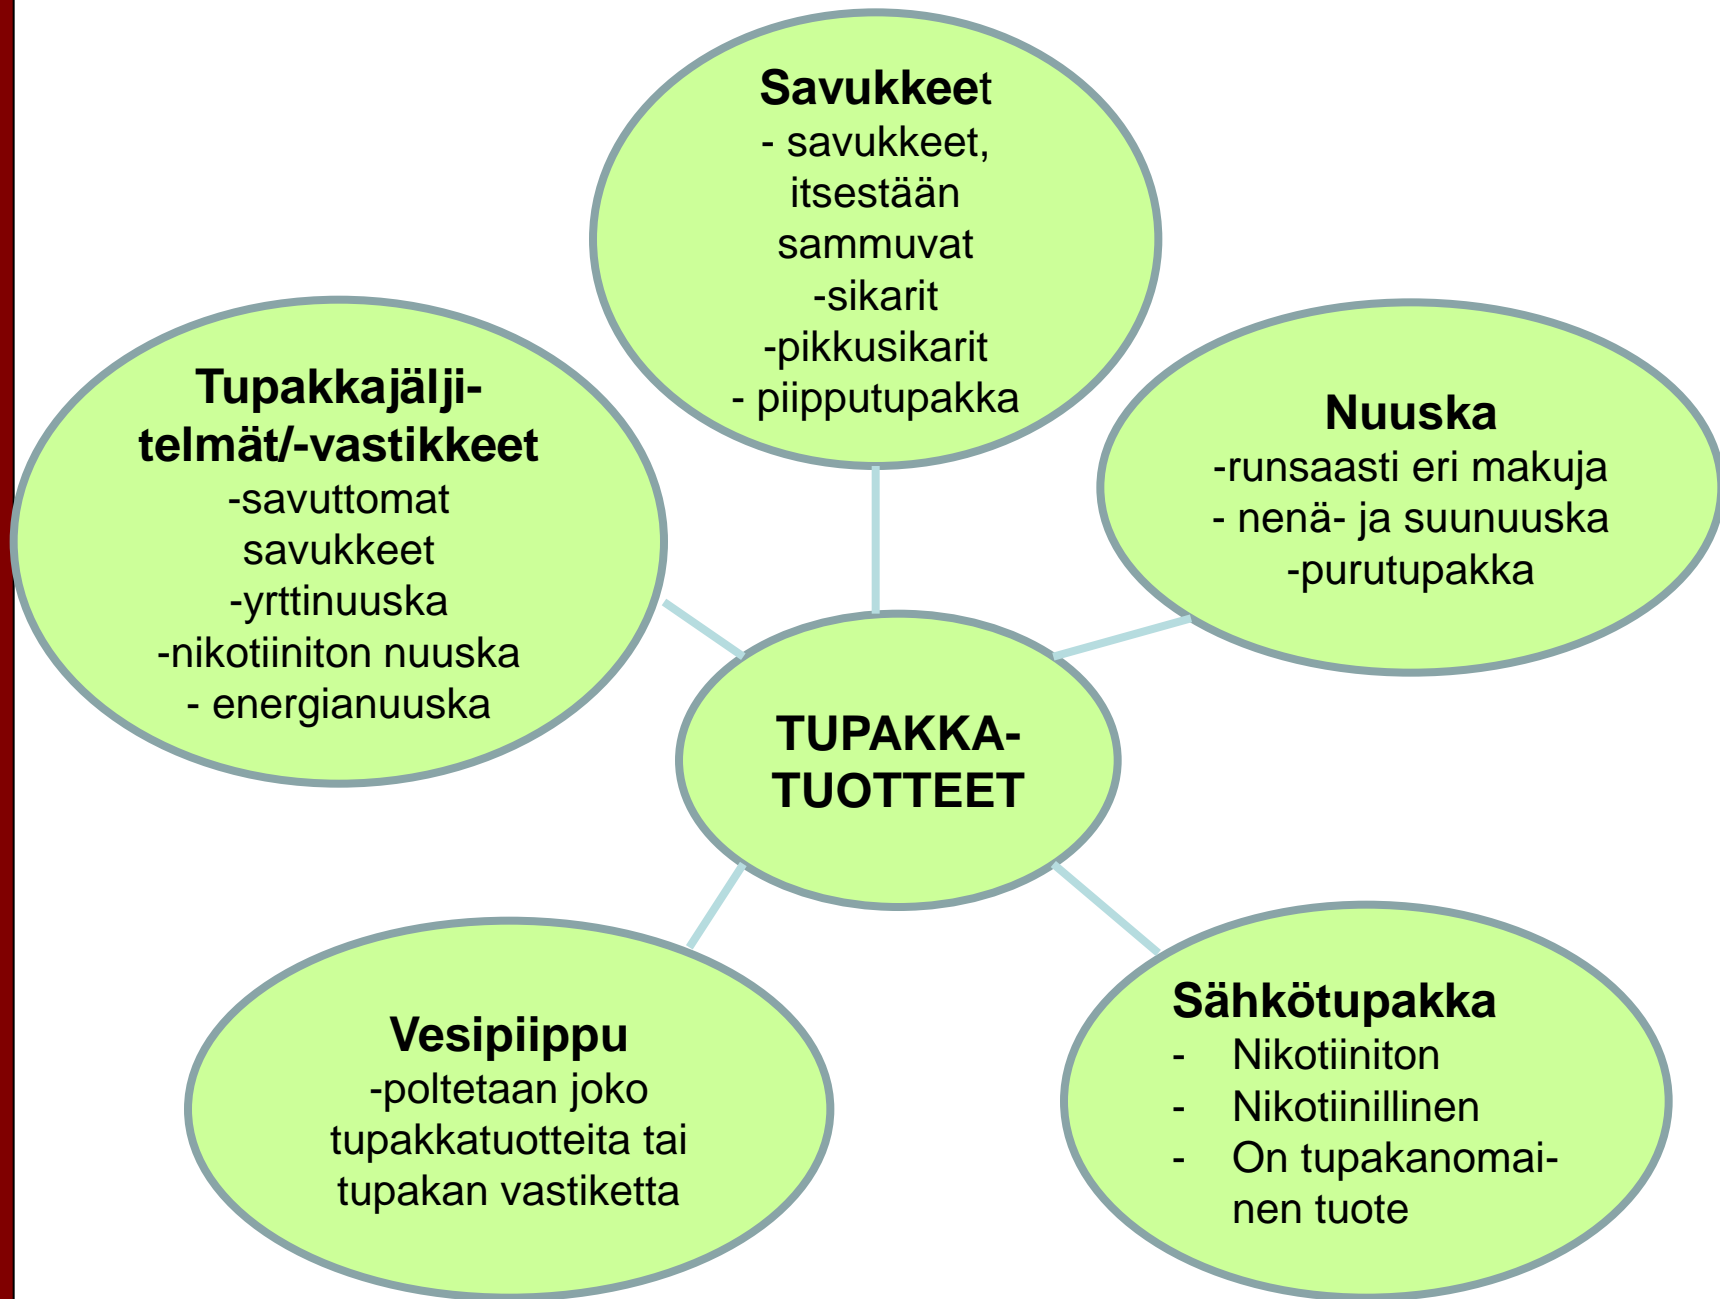 Savukkeet
- savukkeet,
itsestään
sammuvat
-sikarit
-pikkusikarit
- piipputupakka
Tupakkajälji-
telmät/-vastikkeet
-savuttomat
savukkeet
-yrttinuuska
-nikotiiniton nuuska
- energianuuska
Nuuska
-runsaasti eri makuja
- nenä- ja suunuuska
-purutupakka
TUPAKKA-
TUOTTEET
Vesipiippu
-poltetaan joko
tupakkatuotteita tai
tupakan vastiketta
Sähkötupakka
- Nikotiiniton
- Nikotiinillinen
- On tupakanomai-
nen tuote